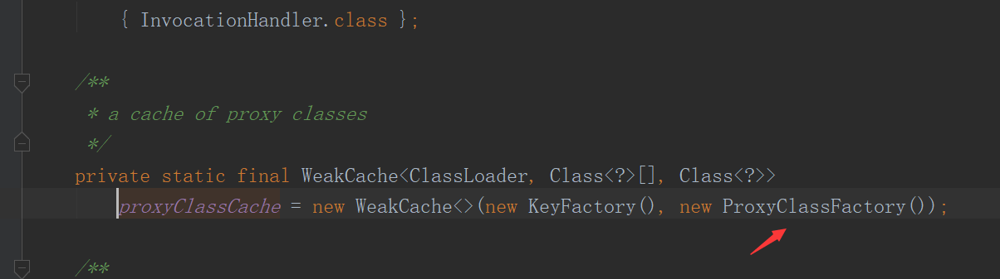 { InvocationHandler.class };
/**
* a cache of proxy classes
*/
private static final WeakCache<ClassLoader, Class<?>[], Class<?>>
proxyClassCache = new WeakCache<>(new KeyFactory(), new ProxyClassFactory());
/**